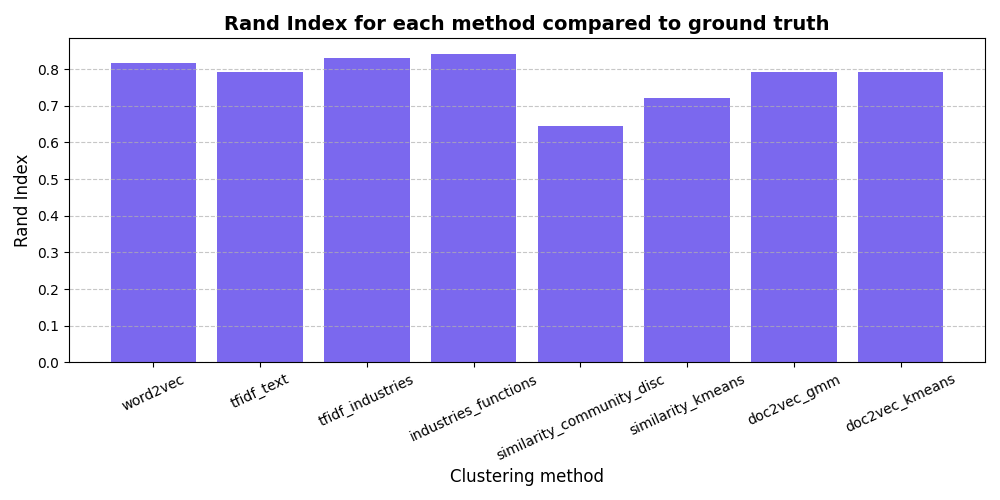 Rand Index for each method compared to ground truth
Rand Index
0.8
0.7
0.6
0.5
0.4
0.3
0.2
0.1
0.0
word2vec
tfidf_text
tfidf_industries
industries_functions
similarity_community_disc
similarity_kmeans
doc2vec_gmm
doc2vec_kmeans
Clustering method